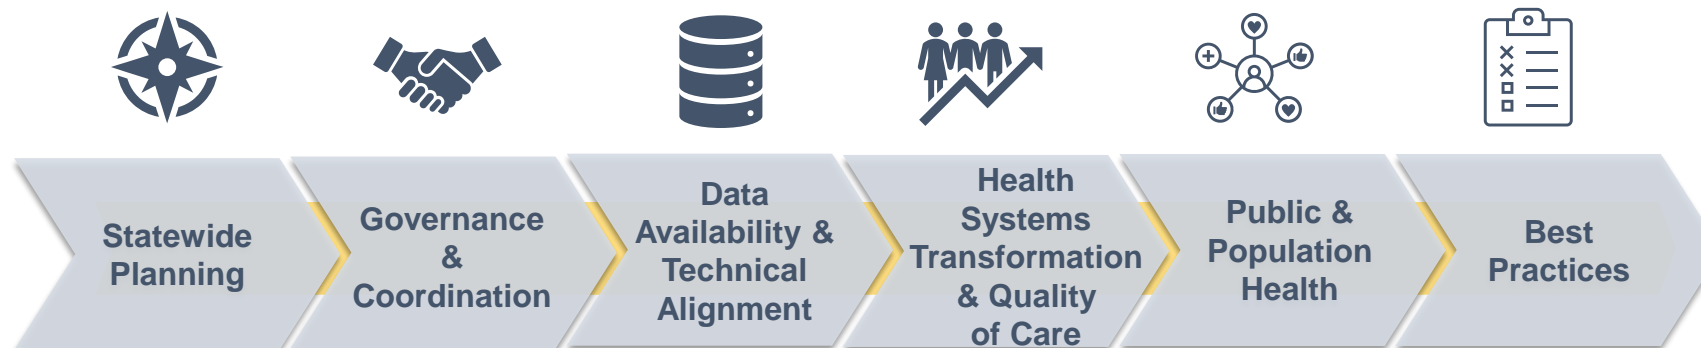 Statewide
Planning
Governance
&
Coordination
Data
Availability &
Technical
Alignment
Health
Systems
Transformation
& Quality
of Care
Public &
Population
Health
Best
Practices